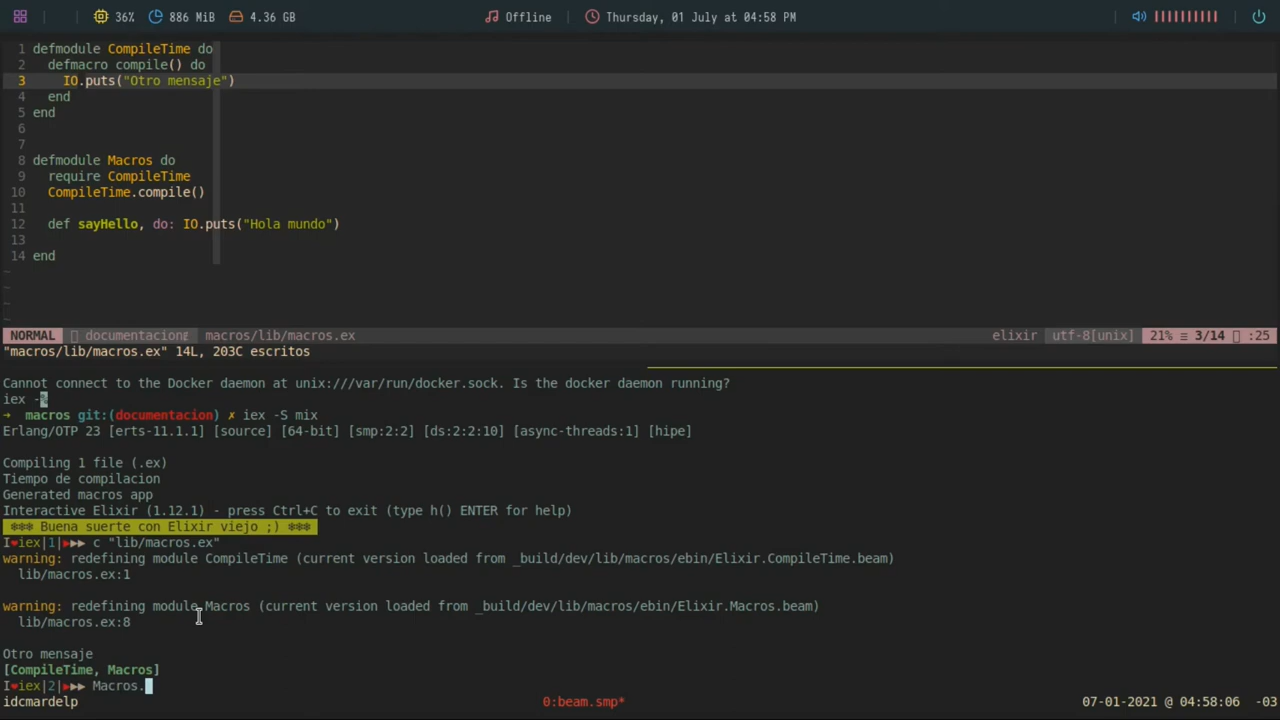 36% 886 MiB 4.36 GB Offline Thursday, 01 July at 04:58 PM
1 defmodule CompileTime do
2 defmacro compile() do
3 IO.puts("Otro mensaje")
4 end
5 end
6
7
8 defmodule Macros do
9 require CompileTime
10 CompileTime.compile()
11
12 def sayHello, do: IO.puts("Hola mundo")
13
14 end
~
~
~
NORMAL documentacion macros/lib/macros.ex elixir utf-8[unix] 21% ≡ 3/14 :25
"macros/lib/macros.ex" 14L, 203C escritos
Cannot connect to the Docker daemon at unix:///var/run/docker.sock. Is the docker daemon running?
iex -%
→ macros git:(documentacion) ✗ iex -S mix
Erlang/OTP 23 [erts-11.1.1] [source] [64-bit] [smp:2:2] [ds:2:2:10] [async-threads:1] [hipe]
Compiling 1 file (.ex)
Tiempo de compilacion
Generated macros app
Interactive Elixir (1.12.1) - press Ctrl+C to exit (type h() ENTER for help)
❄❄❄ Buena suerte con Elixir viejo ;) ❄❄❄
I❤iex|1|▶▶▶ c "lib/macros.ex"
warning: redefining module CompileTime (current version loaded from _build/dev/lib/macros/ebin/Elixir.CompileTime.beam)
lib/macros.ex:1
warning: redefining module Macros (current version loaded from _build/dev/lib/macros/ebin/Elixir.Macros.beam)
lib/macros.ex:8
Otro mensaje
[CompileTime, Macros]
I❤iex|2|▶▶▶ Macros.
idcmardelp 0:beam.smp* 07-01-2021 @ 04:58:06 -03